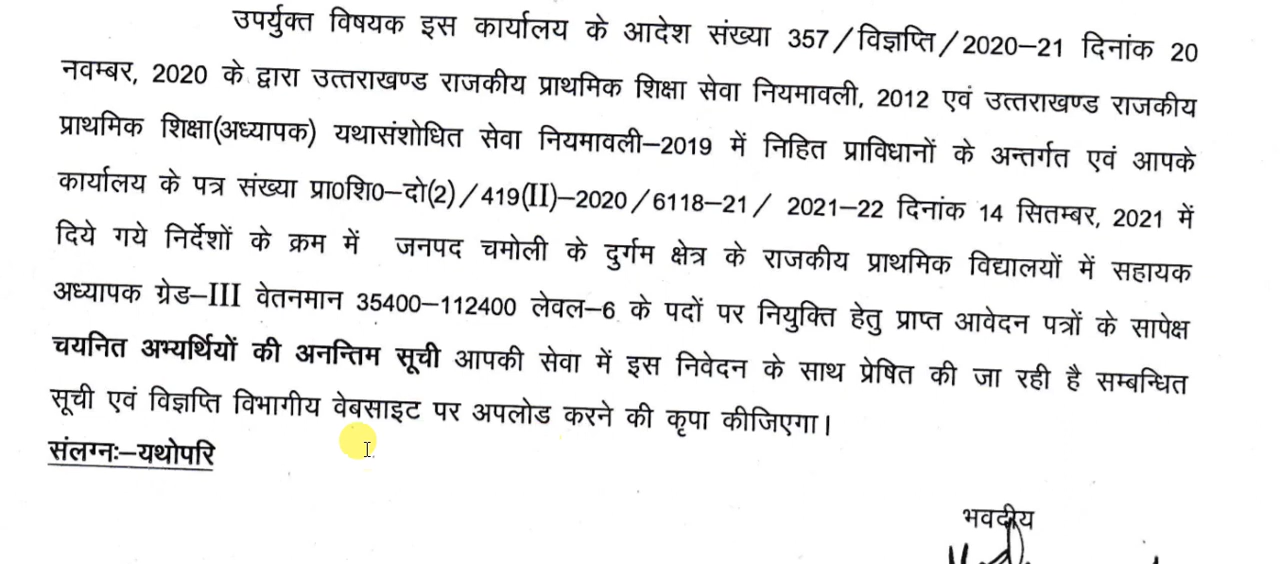 उपर्युक्त विषयक इस कार्यालय के आदेश संख्या 357/विज्ञप्ति/2020–21 दिनांक 20
नवम्बर, 2020 के द्वारा उत्तराखण्ड राजकीय प्राथमिक शिक्षा सेवा नियमावली, 2012 एवं उत्तराखण्ड राजकीय
प्राथमिक शिक्षा(अध्यापक) यथासंशोधित सेवा नियमावली–2019 में निहित प्राविधानों के अन्तर्गत एवं आपके
कार्यालय के पत्र संख्या प्रा0शि0–दो(2)/419(II)–2020/6118–21/ 2021–22 दिनांक 14 सितम्बर, 2021 में
दिये गये निर्देशों के क्रम में जनपद चमोली के दुर्गम क्षेत्र के राजकीय प्राथमिक विद्यालयों में सहायक
अध्यापक ग्रेड–III वेतनमान 35400–112400 लेवल–6 के पदों पर नियुक्ति हेतु प्राप्त आवेदन पत्रों के सापेक्ष
चयनित अभ्यर्थियों की अनन्तिम सूची आपकी सेवा में इस निवेदन के साथ प्रेषित की जा रही है सम्बन्धित
सूची एवं विज्ञप्ति विभागीय वेबसाइट पर अपलोड करने की कृपा कीजिएगा।
संलग्नः–यथोपरि
भवदीय